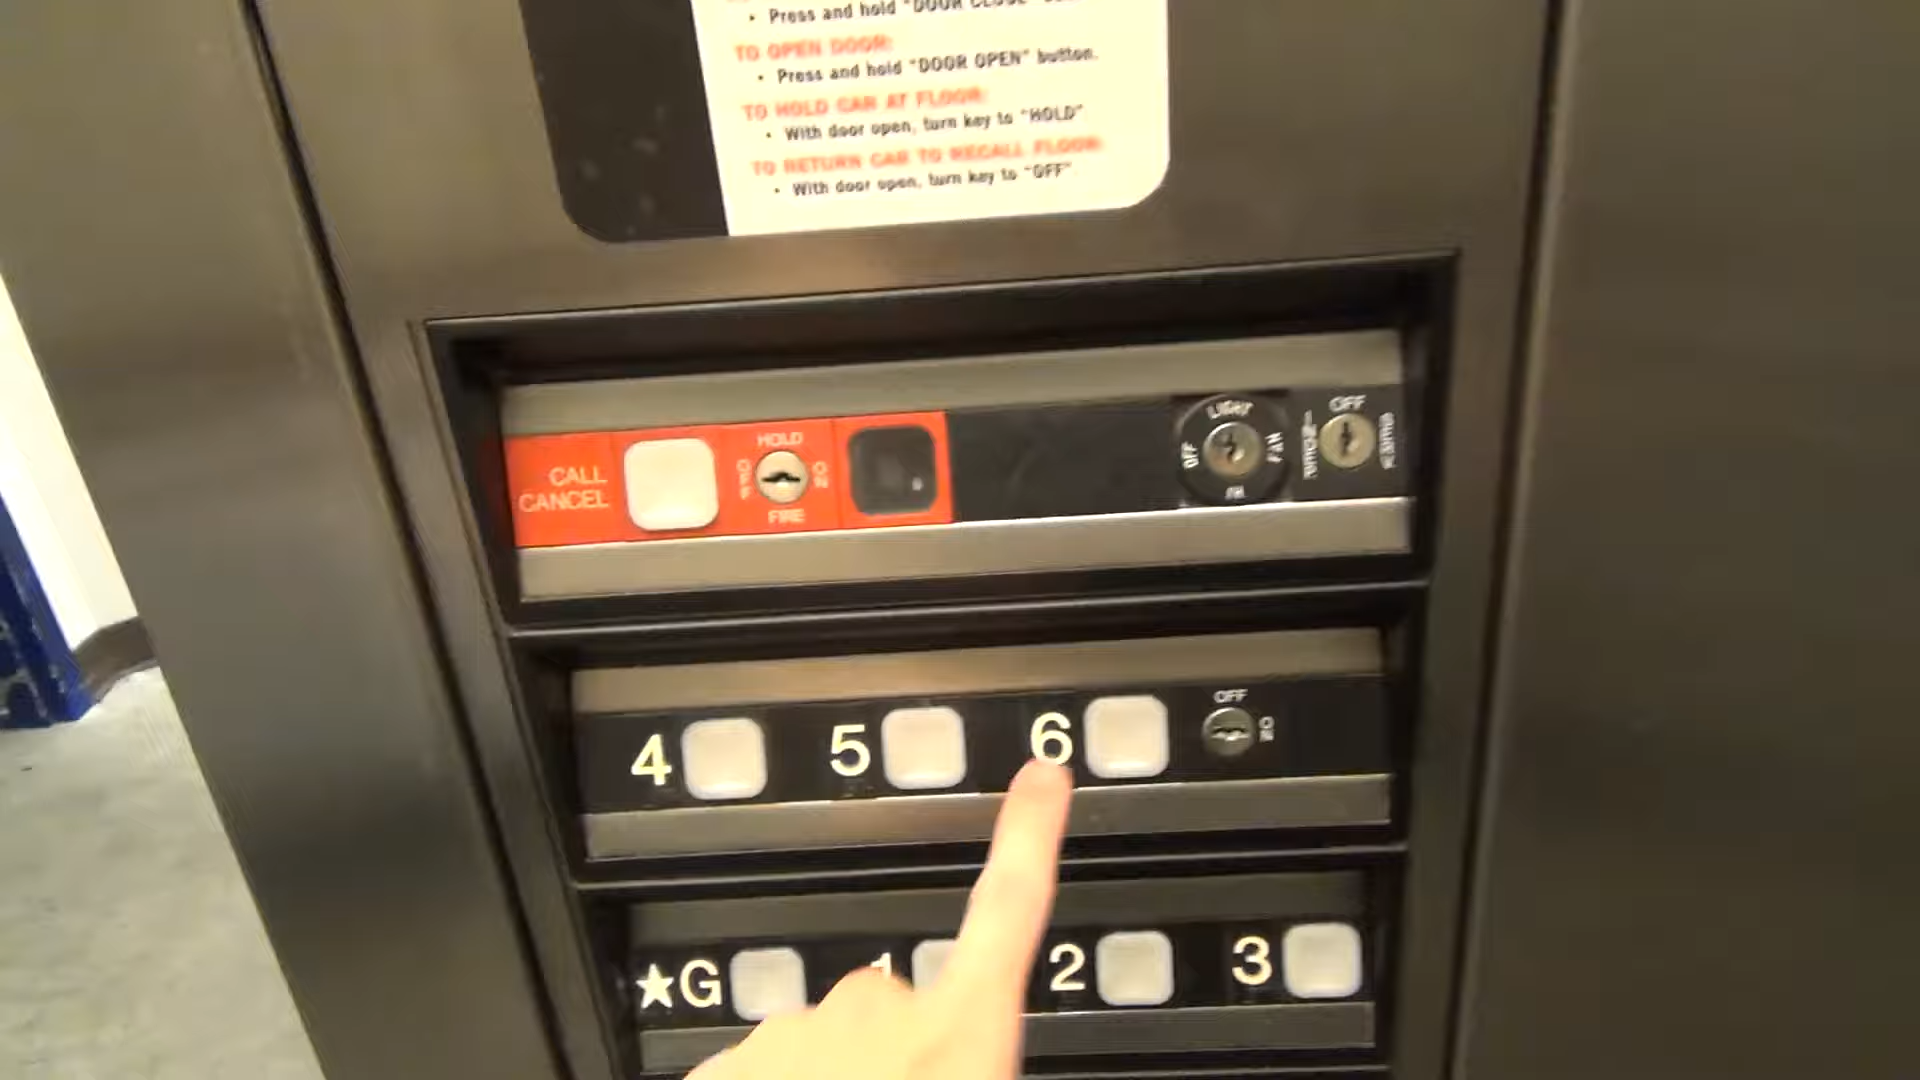 • Press and hold "DOOR CLOSE"
TO OPEN DOOR:
• Press and hold "DOOR OPEN" button.
TO HOLD CAR AT FLOOR:
• With door open, turn key to "HOLD"
TO RETURN CAR TO RECALL FLOOR:
• With door open, turn key to "OFF".
CALL
CANCEL
HOLD
OFF
ON
FIRE
LIGHT
OFF
FAN
OFF
4
5
6
OFF
ON
★G
1
2
3